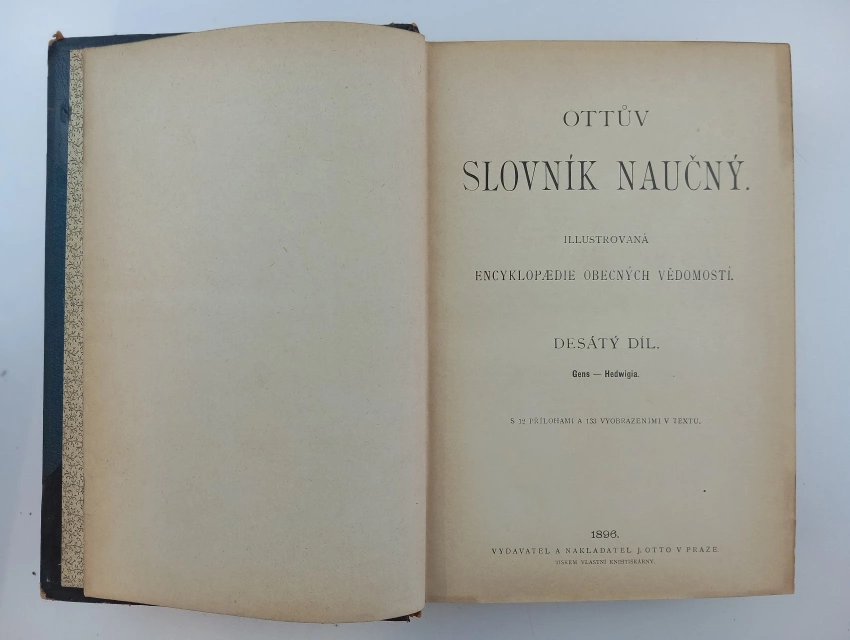 OTTŮV
SLOVNÍK NAUČNÝ.
ILLUSTROVANÁ
ENCYKLOPÆDIE OBECNÝCH VĚDOMOSTÍ.
DESÁTÝ DÍL.
Gens — Hedwigia.
S 12 PŘÍLOHAMI A 133 VYOBRAZENÍMI V TEXTU.
1896.
VYDAVATEL A NAKLADATEL J. OTTO V PRAZE.
TISKEM VLASTNÍ KNIHTISKÁRNY.